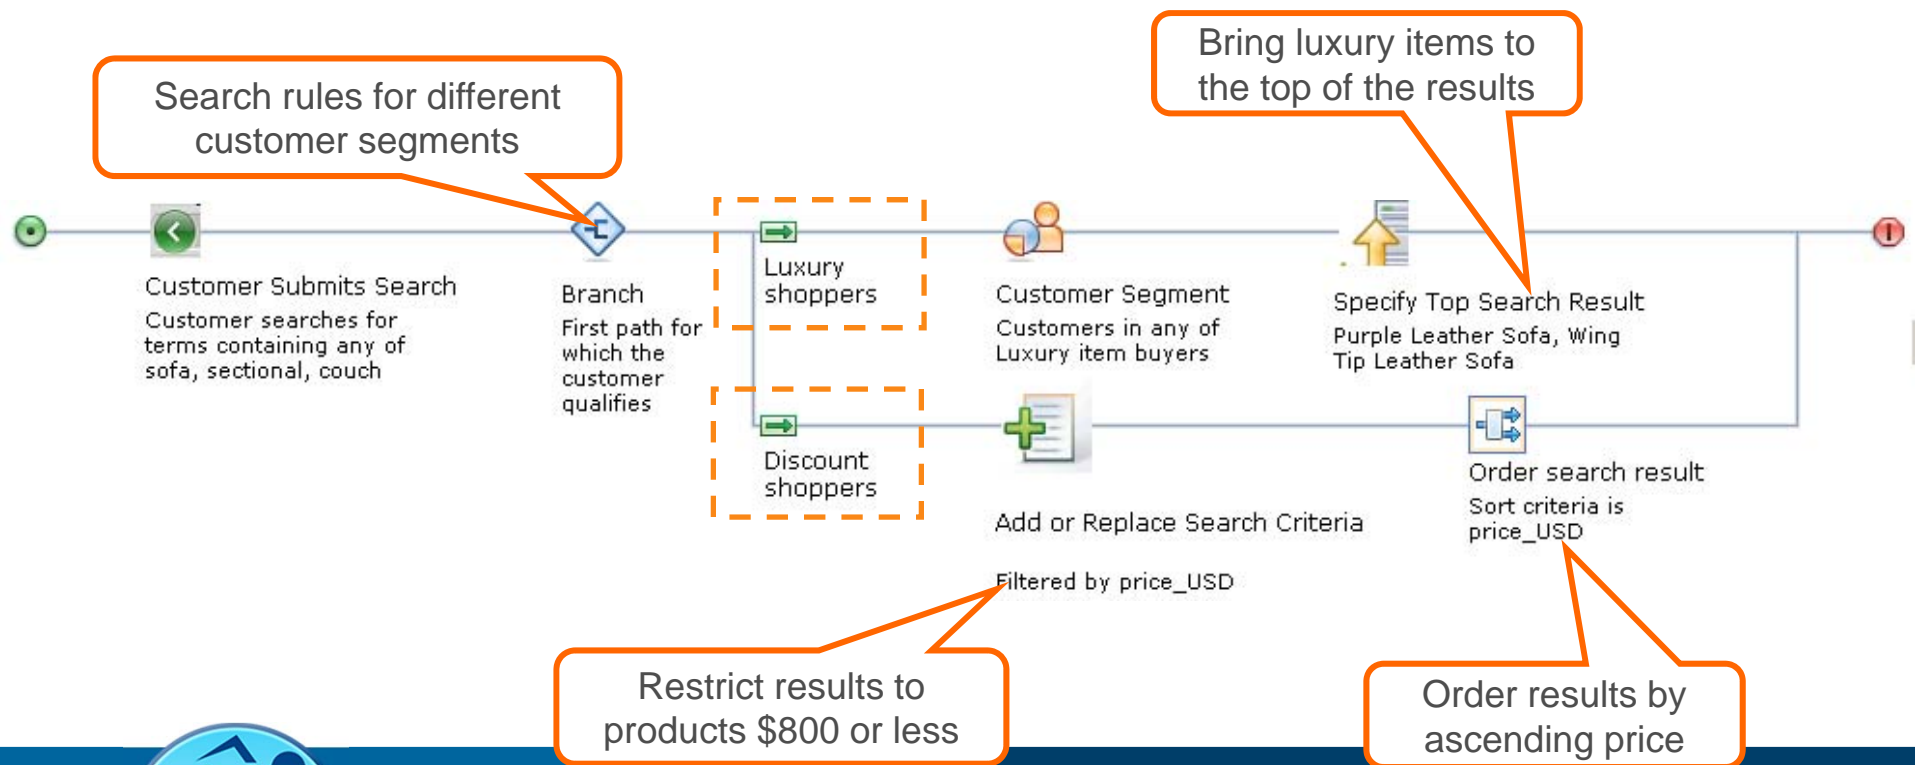 Bring luxury items to
the top of the results
Search rules for different
customer segments
Customer Submits Search
Customer searches for
terms containing any of
sofa, sectional, couch
Branch
First path for
which the
customer
qualifies
Luxury
shoppers
Customer Segment
Customers in any of
Luxury item buyers
Specify Top Search Result
Purple Leather Sofa, Wing
Tip Leather Sofa
Discount
shoppers
Add or Replace Search Criteria
Filtered by price_USD
Order search result
Sort criteria is
price_USD
Restrict results to
products $800 or less
Order results by
ascending price